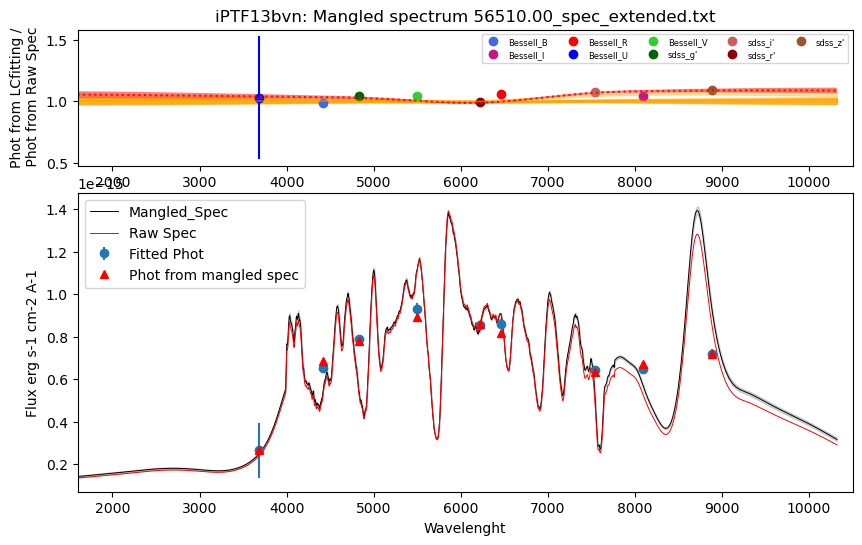 iPTF13bvn: Mangled spectrum 56510.00_spec_extended.txt
Phot from LCfitting /
Phot from Raw Spec
1.5
1.0
0.5
Bessell_B Bessell_R Bessell_V sdss_i' sdss_z'
Bessell_I Bessell_U sdss_g' sdss_r'
2000 3000 4000 5000 6000 7000 8000 9000 10000
1e−15
Flux erg s-1 cm-2 A-1
1.4
1.2
1.0
0.8
0.6
0.4
0.2
Mangled_Spec
Raw Spec
Fitted Phot
Phot from mangled spec
2000 3000 4000 5000 6000 7000 8000 9000 10000
Wavelenght